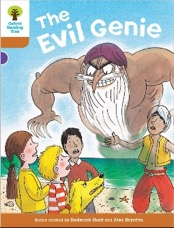 Oxford
Reading
Tree
The
Evil Genie
Stories created by Roderick Hunt and Alex Brychta